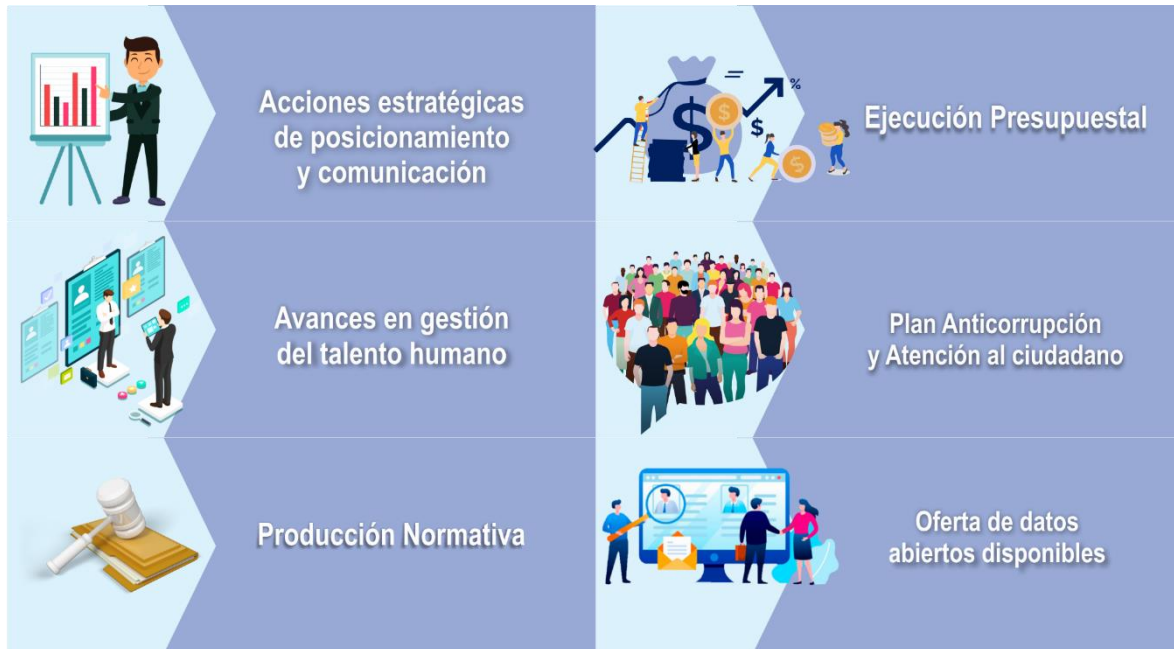 Acciones estratégicas
de posicionamiento
y comunicación
%
$
$
$
$
Ejecución Presupuestal
Avances en gestión
del talento humano
Plan Anticorrupción
y Atención al ciudadano
Producción Normativa
Oferta de datos
abiertos disponibles